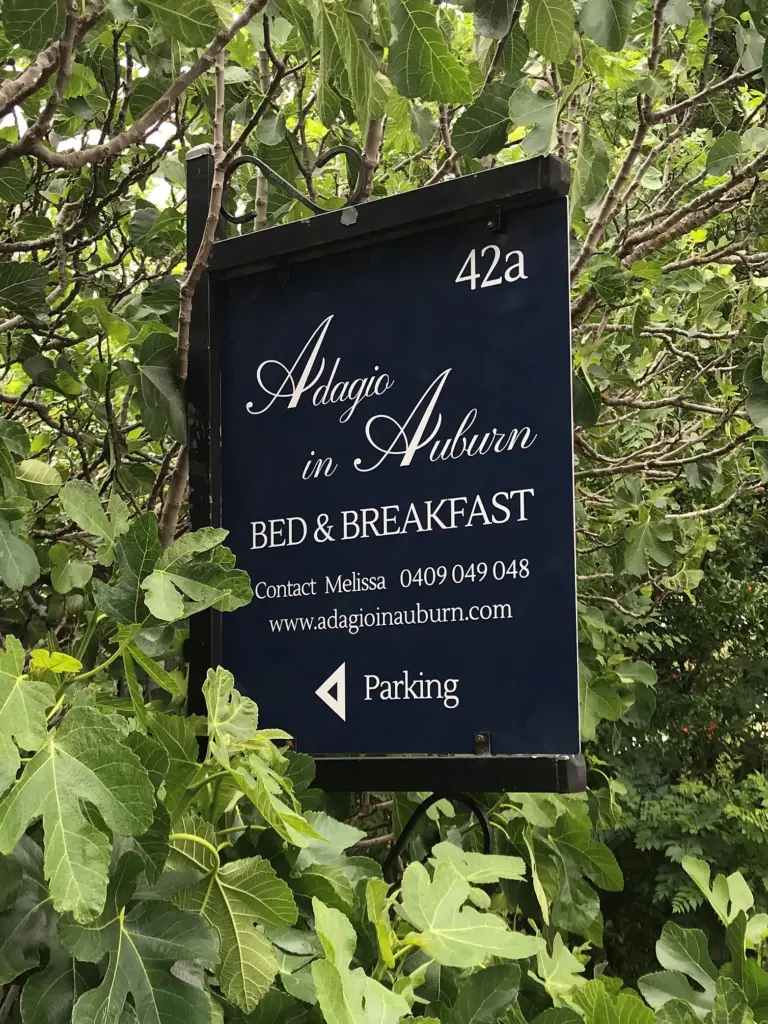 42a
Adagio
in Auburn
BED & BREAKFAST
Contact Melissa 0409 049 048
www.adagioinauburn.com
Parking